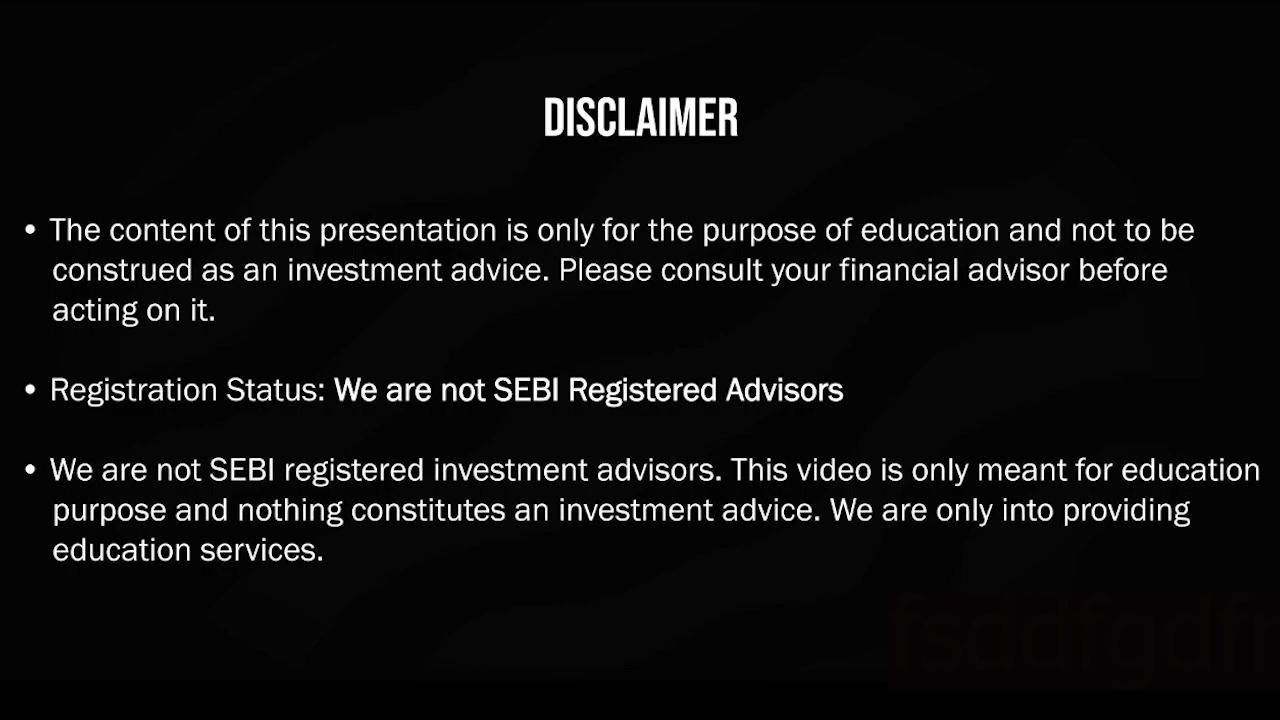 DISCLAIMER
• The content of this presentation is only for the purpose of education and not to be
construed as an investment advice. Please consult your financial advisor before
acting on it.
• Registration Status: We are not SEBI Registered Advisors
• We are not SEBI registered investment advisors. This video is only meant for education
purpose and nothing constitutes an investment advice. We are only into providing
education services.